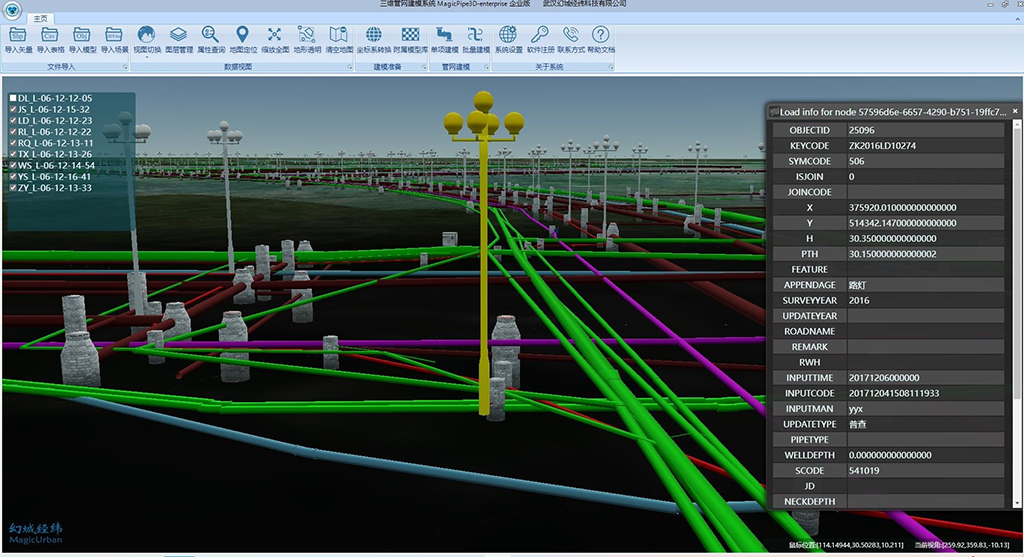 三维管网建模系统 MagicPipe3D-enterprise 企业版 武汉幻城经纬科技有限公司
主页
Shp Csv Obj
导入矢量 导入表格 导入模型 导入场景 视图切换 图层管理 属性查询 地图定位 缩放全图 地形透明 清空地图 坐标系转换 附属模型库 单项建模 批量建模 系统设置 软件注册 联系方式 帮助文档
文件导入 数据视图 建模准备 管网建模 关于系统
DL_L-06-12-12-05
JS_L-06-12-15-32
LD_L-06-12-12-23
RL_L-06-12-12-22
RQ_L-06-12-13-11
TX_L-06-12-13-26
WS_L-06-12-14-54
YS_L-06-12-16-41
ZY_L-06-12-13-33
Load info for node 57596d6e-6657-4290-b751-19ffc7...
OBJECTID 25096
KEYCODE ZK2016LD10274
SYMCODE 506
ISJOIN 0
JOINCODE
X 375920.010000000000000
Y 514342.147000000000000
H 30.350000000000000
PTH 30.150000000000002
FEATURE
APPENDAGE 路灯
SURVEYYEAR 2016
UPDATEYEAR
ROADNAME
REMARK
RWH
INPUTTIME 20171206000000
INPUTCODE 201712041508111933
INPUTMAN yyx
UPDATETYPE 普查
PIPETYPE
WELLDEPTH 0.000000000000000
SCODE 541019
JD
NECKDEPTH
幻城经纬
MagicUrban
鼠标位置:[114.14944,30.50283,10.211] 当前视角:[259.92,359.83,-10.13]